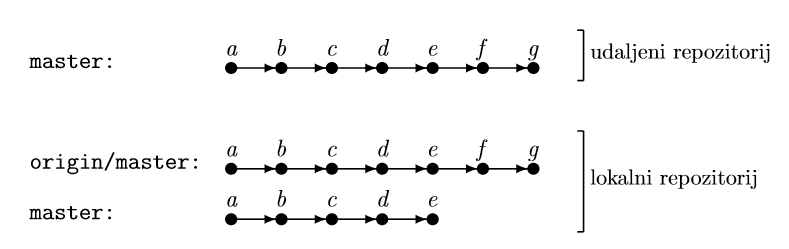 a b c d e f g
master: udaljeni repozitorij
a b c d e f g
origin/master:
lokalni repozitorij
a b c d e
master: